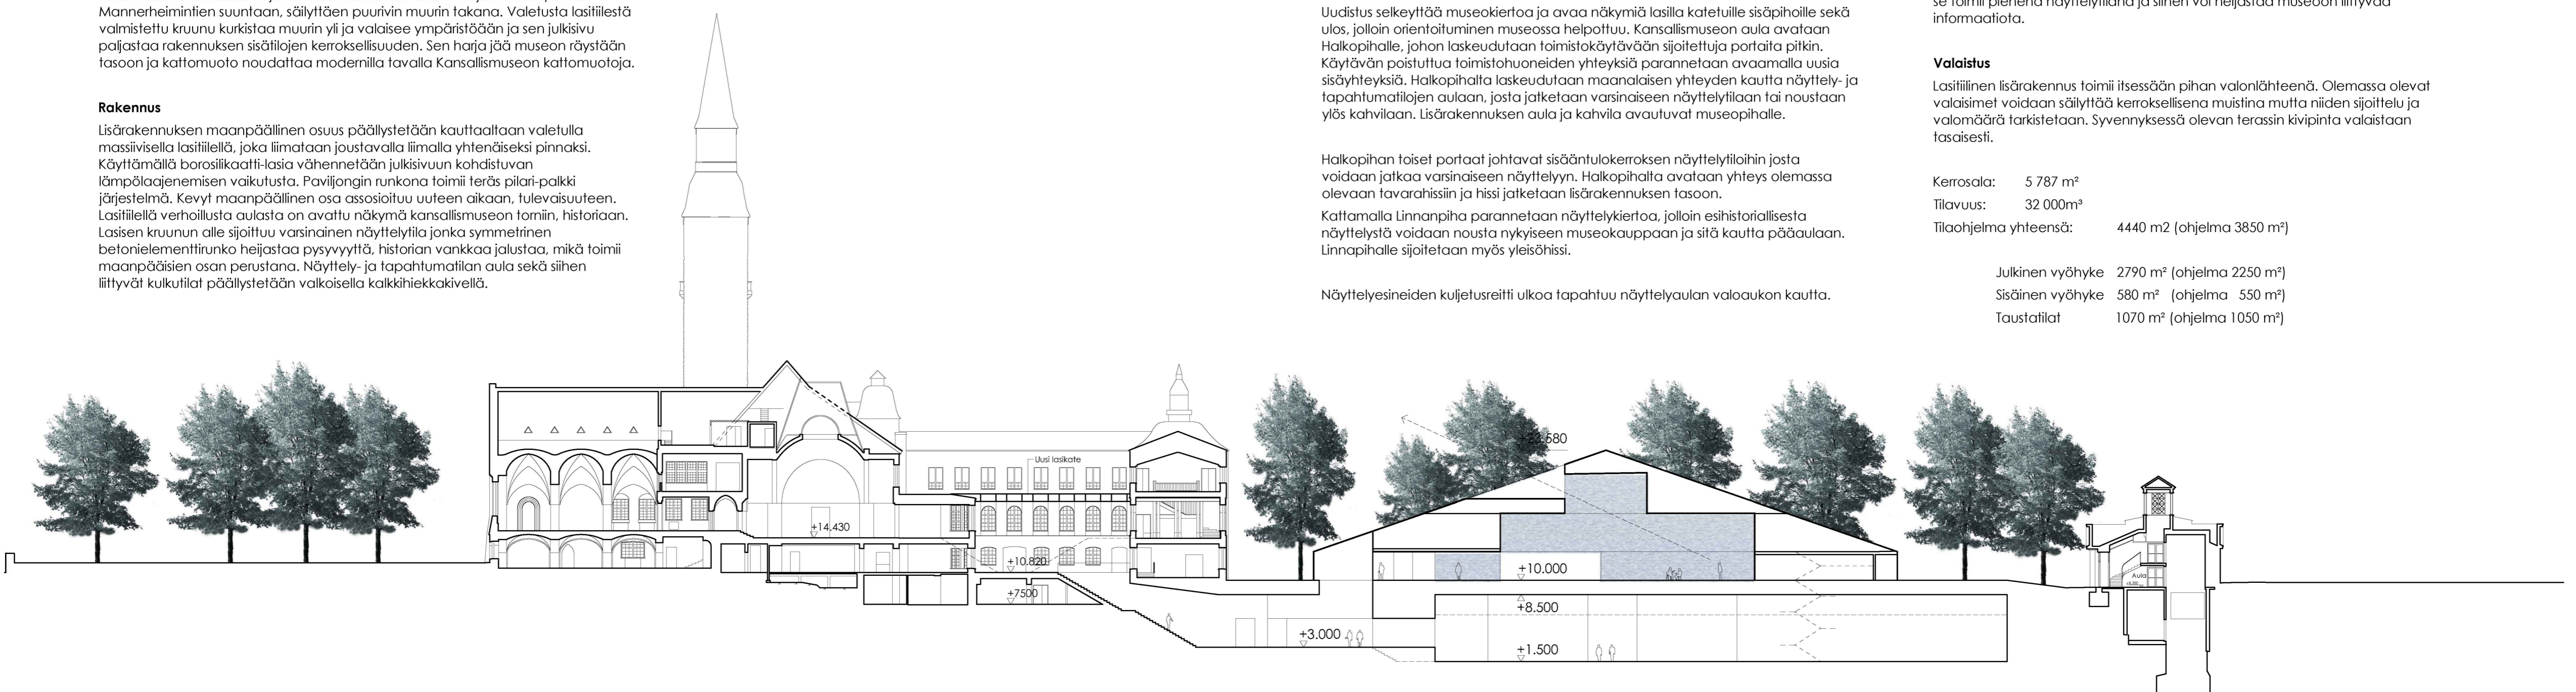 Mannerheimintien suuntaan, säilyttäen puurivin muurin takana. Valetusta lasitiilestä
valmistettu kruunu kurkistaa muurin yli ja valaisee ympäristöään ja sen julkisivu
paljastaa rakennuksen sisätilojen kerroksellisuuden. Sen harja jää museon räystään
tasoon ja kattomuoto noudattaa modernilla tavalla Kansallismuseon kattomuotoja.
Rakennus
Lisärakennuksen maanpäällinen osuus päällystetään kauttaaltaan valetulla
massiivisella lasitiilellä, joka liimataan joustavalla liimalla yhtenäiseksi pinnaksi.
Käyttämällä borosilikaatti-lasia vähennetään julkisivuun kohdistuvan
lämpölaajenemisen vaikutusta. Paviljongin runkona toimii teräs pilari-palkki
järjestelmä. Kevyt maanpäällinen osa assosioituu uuteen aikaan, tulevaisuuteen.
Lasitiilellä verhoillusta aulasta on avattu näkymä kansallismuseon torniin, historiaan.
Lasisen kruunun alle sijoittuu varsinainen näyttelytila jonka symmetrinen
betonielementtirunko heijastaa pysyvyyttä, historian vankkaa jalustaa, mikä toimii
maanpääisien osan perustana. Näyttely- ja tapahtumatilan aula sekä siihen
liittyvät kulkutilat päällystetään valkoisella kalkkihiekkakivellä.
Uudistus selkeyttää museokiertoa ja avaa näkymiä lasilla katetuille sisäpihoille sekä
ulos, jolloin orientoituminen museossa helpottuu. Kansallismuseon aula avataan
Halkopihalle, johon laskeudutaan toimistokäytävään sijoitettuja portaita pitkin.
Käytävän poistuttua toimistohuoneiden yhteyksiä parannetaan avaamalla uusia
sisäyhteyksiä. Halkopihalta laskeudutaan maanalaisen yhteyden kautta näyttely- ja
tapahtumatilojen aulaan, josta jatketaan varsinaiseen näyttelytilaan tai noustaan
ylös kahvilaan. Lisärakennuksen aula ja kahvila avautuvat museopihalle.
Halkopihan toiset portaat johtavat sisääntulokerroksen näyttelytiloihin josta
voidaan jatkaa varsinaiseen näyttelyyn. Halkopihalta avataan yhteys olemassa
olevaan tavarahissiin ja hissi jatketaan lisärakennuksen tasoon.
Kattamalla Linnanpiha parannetaan näyttelykiertoa, jolloin esihistoriallisesta
näyttelystä voidaan nousta nykyiseen museokauppaan ja sitä kautta pääaulaan.
Linnapihalle sijoitetaan myös yleisöhissi.
Näyttelyesineiden kuljetusreitti ulkoa tapahtuu näyttelyaulan valoaukon kautta.
se toimii pienenä näyttelytilana ja siihen voi heijastaa museoon liittyvää
informaatiota.
Valaistus
Lasitiilinen lisärakennus toimii itsessään pihan valonlähteenä. Olemassa olevat
valaisimet voidaan säilyttää kerroksellisena muistina mutta niiden sijoittelu ja
valomäärä tarkistetaan. Syvennyksessä olevan terassin kivipinta valaistaan
tasaisesti.
Kerrosala: 5 787 m²
Tilavuus: 32 000m³
Tilaohjelma yhteensä: 4440 m2 (ohjelma 3850 m²)
Julkinen vyöhyke 2790 m² (ohjelma 2250 m²)
Sisäinen vyöhyke 580 m² (ohjelma 550 m²)
Taustatilat 1070 m² (ohjelma 1050 m²)
Uusi lasikate
+14.430
+10.820
+7500
+3.000
+10.000
+8.500
+1.500
Aula